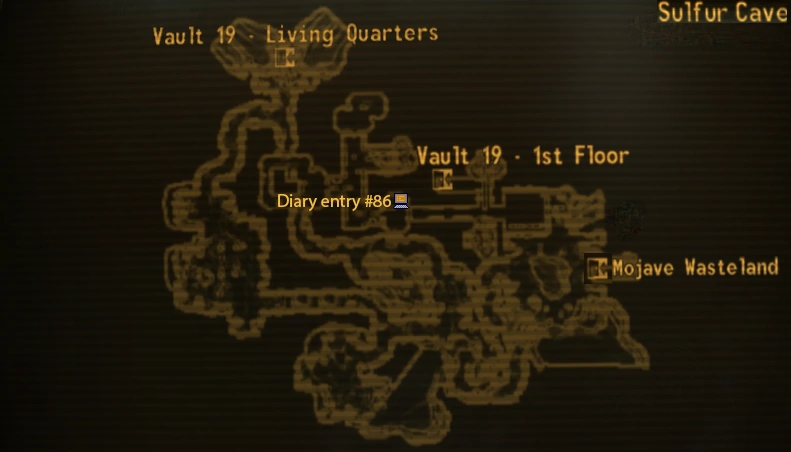 Sulfur Cave
Vault 19 - Living Quarters
Vault 19 - 1st Floor
Diary entry #86
Mojave Wasteland